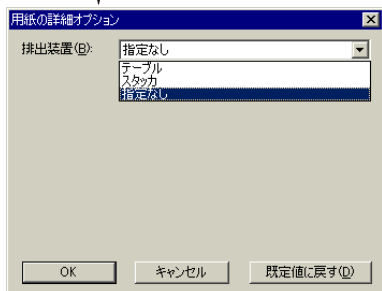 用紙の詳細オプション
排出装置(B):
指定なし
テーブル
スタッカ
指定なし
OK
キャンセル
既定値に戻す(D)